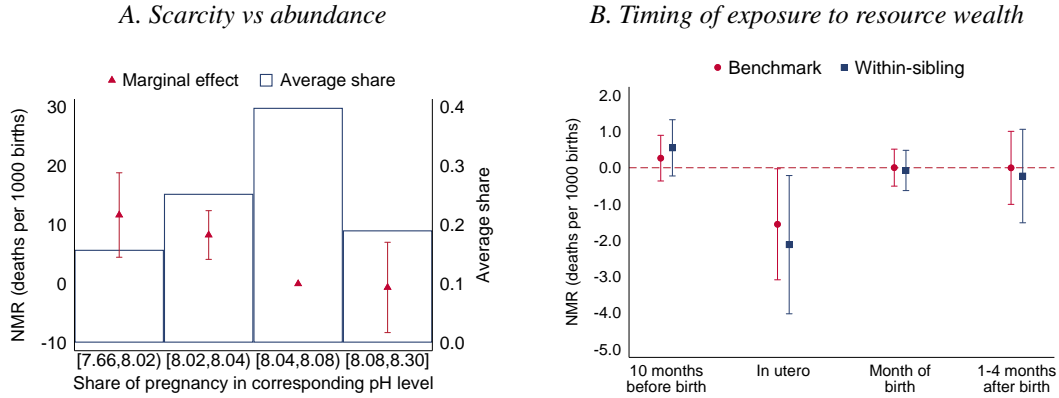 A. Scarcity vs abundance
Marginal effect
Average share
NMR (deaths per 1000 births)
30
20
10
0
-10
0.4
0.3
0.2
0.1
0.0
Average share
[7.66,8.02)
[8.02,8.04)
[8.04,8.08)
[8.08,8.30]
Share of pregnancy in corresponding pH level
B. Timing of exposure to resource wealth
Benchmark
Within-sibling
NMR (deaths per 1000 births)
2.0
1.0
0.0
-1.0
-2.0
-3.0
-4.0
-5.0
10 months
before birth
In utero
Month of
birth
1-4 months
after birth